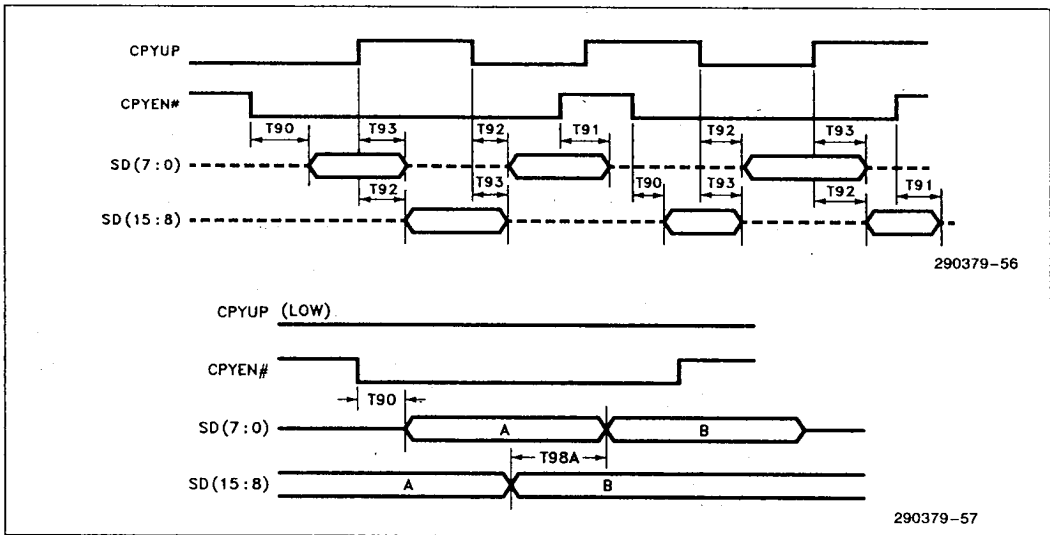 CPYUP
CPYEN#
T90 T93 T92 T91 T92 T93
SD(7:0)
T92 T93 T90 T93 T92 T91
SD(15:8)
290379-56
CPYUP (LOW)
CPYEN#
T90
SD(7:0) A B
T98A
SD(15:8) A B
290379-57